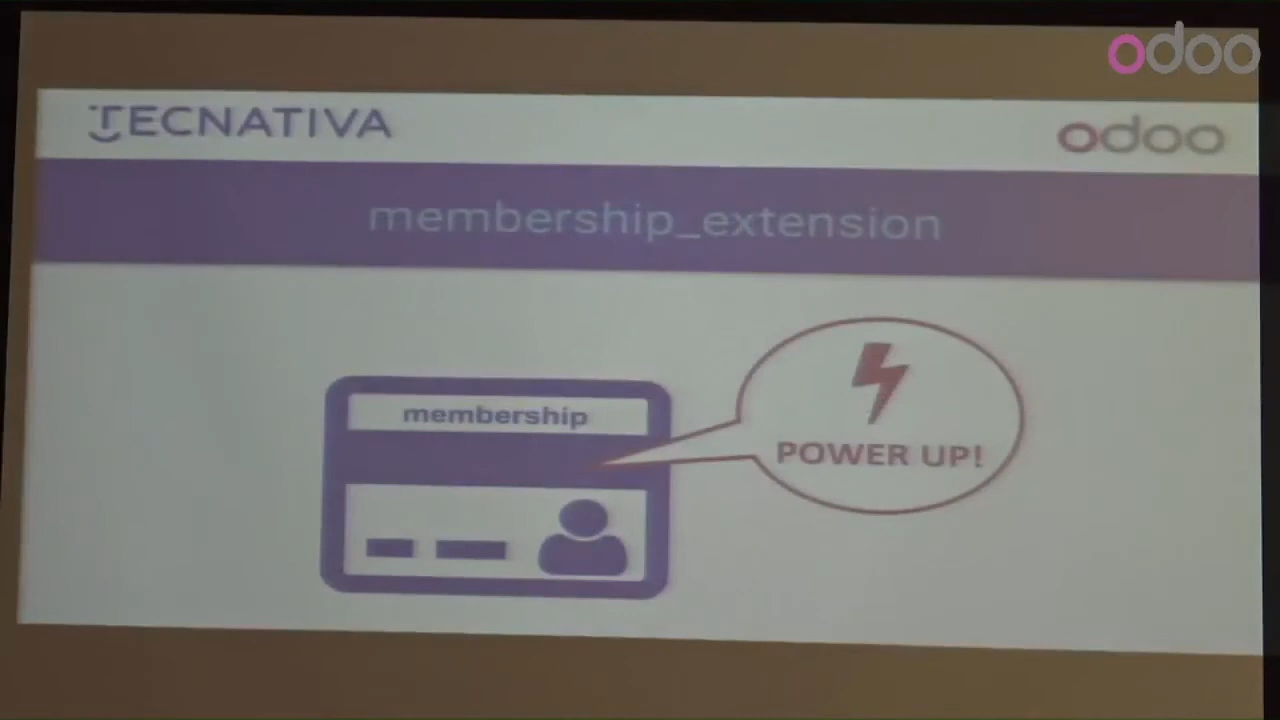 odoo
TECNATIVA
odoo
membership_extension
membership
POWER UP!